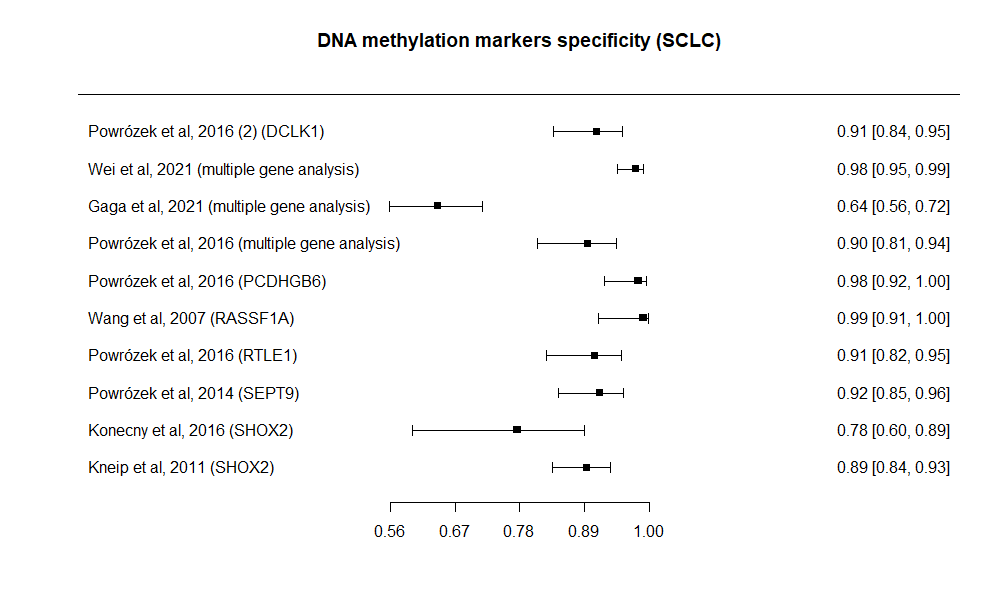 DNA methylation markers specificity (SCLC)
Powrózek et al, 2016 (2) (DCLK1) 0.91 [0.84, 0.95]
Wei et al, 2021 (multiple gene analysis) 0.98 [0.95, 0.99]
Gaga et al, 2021 (multiple gene analysis) 0.64 [0.56, 0.72]
Powrózek et al, 2016 (multiple gene analysis) 0.90 [0.81, 0.94]
Powrózek et al, 2016 (PCDHGB6) 0.98 [0.92, 1.00]
Wang et al, 2007 (RASSF1A) 0.99 [0.91, 1.00]
Powrózek et al, 2016 (RTLE1) 0.91 [0.82, 0.95]
Powrózek et al, 2014 (SEPT9) 0.92 [0.85, 0.96]
Konecny et al, 2016 (SHOX2) 0.78 [0.60, 0.89]
Kneip et al, 2011 (SHOX2) 0.89 [0.84, 0.93]
0.56 0.67 0.78 0.89 1.00